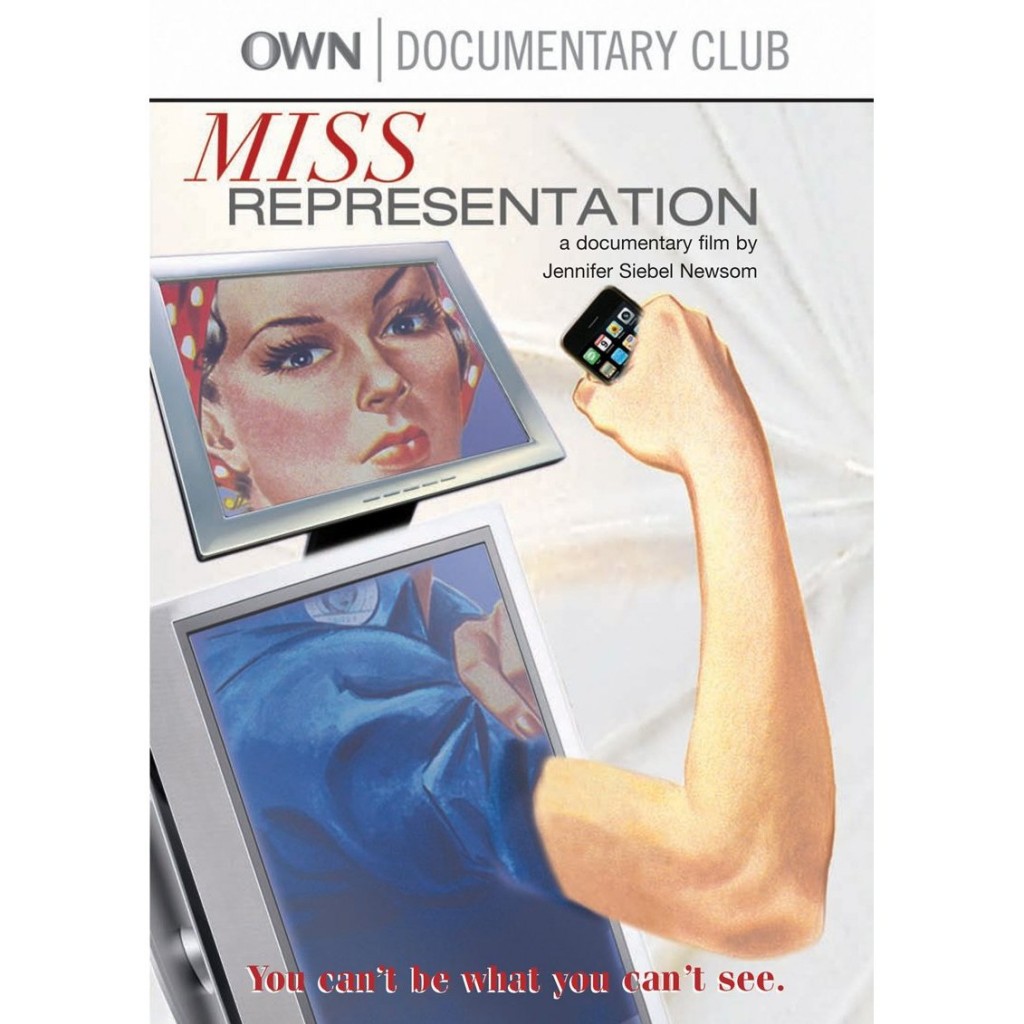 OWN | DOCUMENTARY CLUB
MISS
REPRESENTATION
a documentary film by
Jennifer Siebel Newsom
You can't be what you can't see.